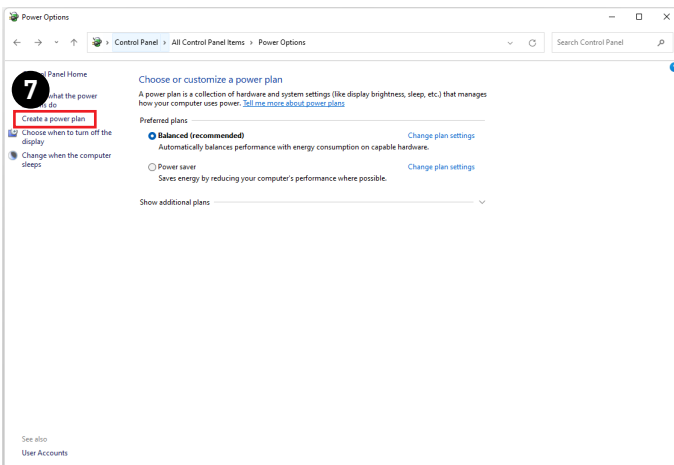 Power Options
Control Panel > All Control Panel Items > Power Options
Search Control Panel
7
l Panel Home
what the power
s do
Create a power plan
Choose when to turn off the
display
Change when the computer
sleeps
Choose or customize a power plan
A power plan is a collection of hardware and system settings (like display brightness, sleep, etc.) that manages
how your computer uses power. Tell me more about power plans
Preferred plans
Balanced (recommended) Change plan settings
Automatically balances performance with energy consumption on capable hardware.
Power saver Change plan settings
Saves energy by reducing your computer's performance where possible.
Show additional plans
See also
User Accounts